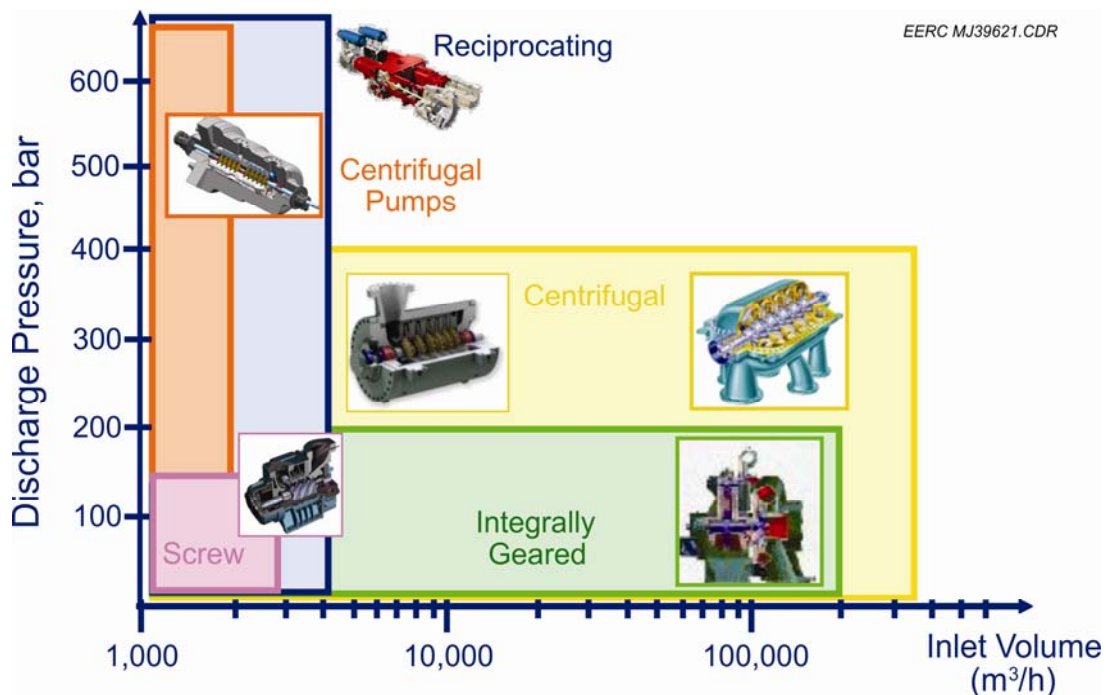 EERC MJ39621.CDR
Reciprocating
600
500
Centrifugal
Pumps
400
Centrifugal
300
200
100
Integrally
Geared
Screw
Discharge Pressure, bar
1,000
10,000
100,000
Inlet Volume
(m³/h)